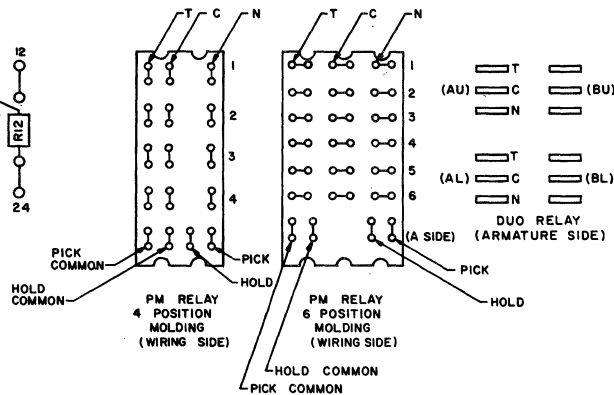 T C N
T C N
12
R12
24
1
2
3
4
1
2
3
4
5
6
(A SIDE)
PICK
COMMON
HOLD
COMMON
PICK
HOLD
PM RELAY
4 POSITION
MOLDING
(WIRING SIDE)
PICK
HOLD
HOLD COMMON
PICK COMMON
PM RELAY
6 POSITION
MOLDING
(WIRING SIDE)
T
(AU) C (BU)
N
T
(AL) C (BL)
N
DUO RELAY
(ARMATURE SIDE)